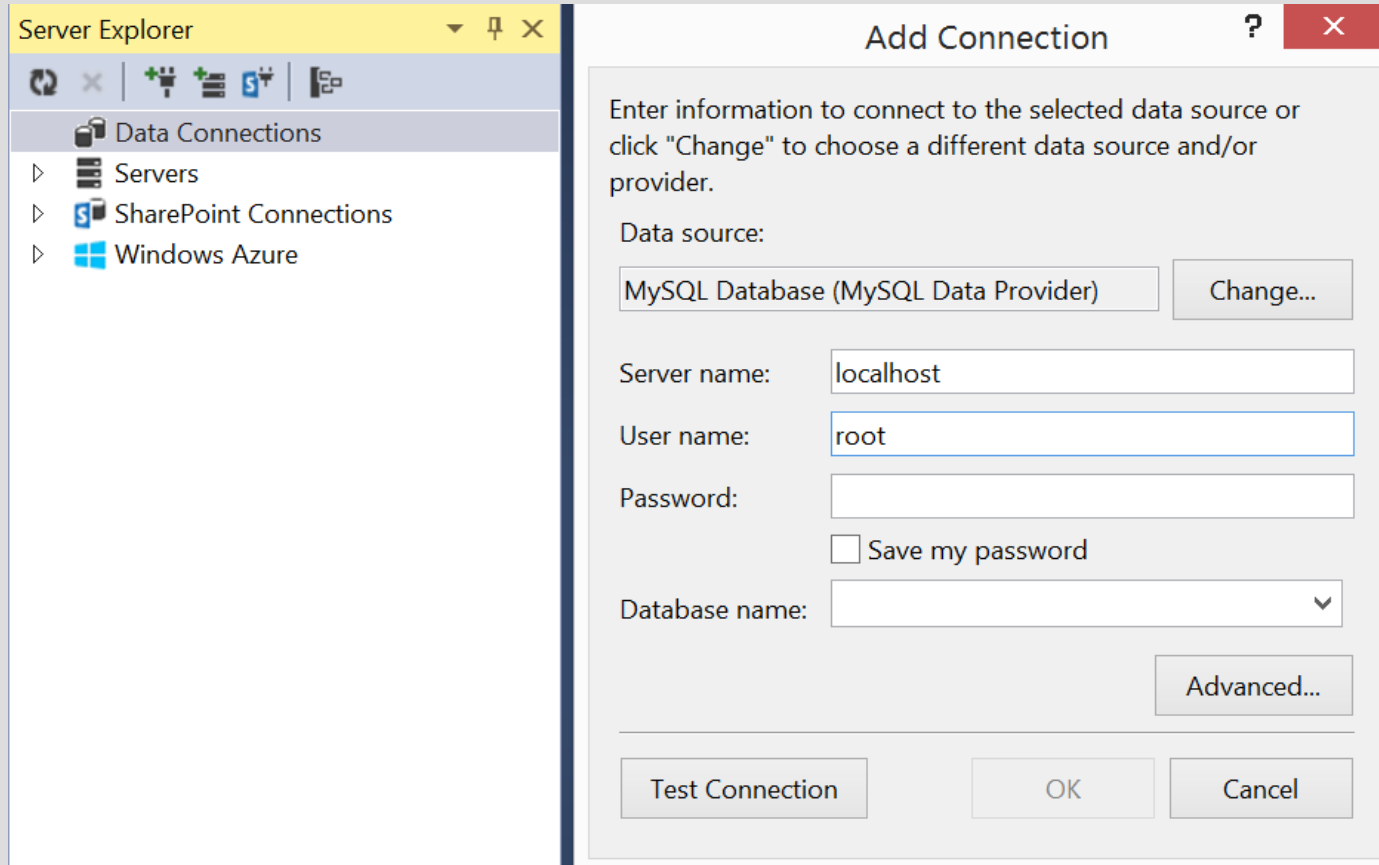 Server Explorer
Data Connections
Servers
SharePoint Connections
Windows Azure
Add Connection
?
Enter information to connect to the selected data source or
click "Change" to choose a different data source and/or
provider.
Data source:
MySQL Database (MySQL Data Provider)
Change...
Server name:
localhost
User name:
root
Password:
Save my password
Database name:
Advanced...
Test Connection
OK
Cancel